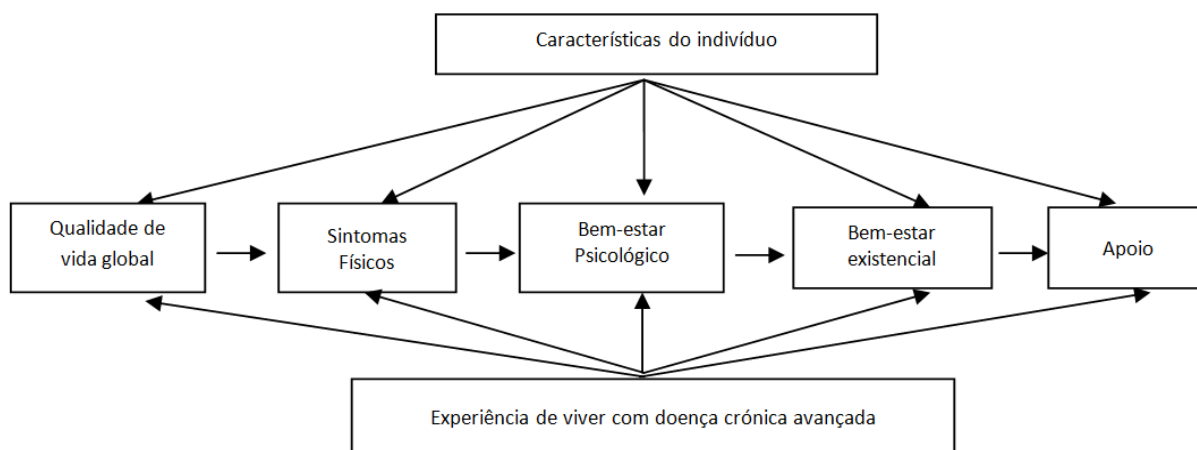 Características do indivíduo
Qualidade de
vida global
Sintomas
Físicos
Bem-estar
Psicológico
Bem-estar
existencial
Apoio
Experiência de viver com doença crónica avançada